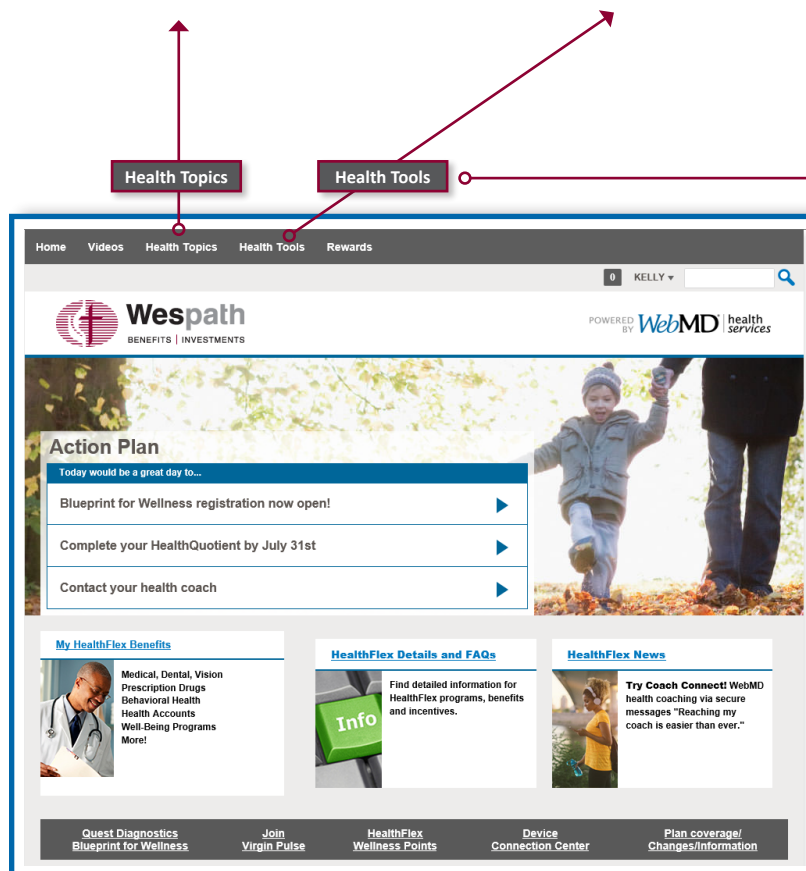 Health Topics
Health Tools
Home Videos Health Topics Health Tools Rewards
0 KELLY
Wespath
BENEFITS | INVESTMENTS
POWERED BY WebMD health services
Action Plan
Today would be a great day to...
Blueprint for Wellness registration now open!
Complete your HealthQuotient by July 31st
Contact your health coach
My HealthFlex Benefits
Medical, Dental, Vision
Prescription Drugs
Behavioral Health
Health Accounts
Well-Being Programs
More!
HealthFlex Details and FAQs
Info
Find detailed information for
HealthFlex programs, benefits
and incentives.
HealthFlex News
Try Coach Connect! WebMD
health coaching via secure
messages "Reaching my
coach is easier than ever."
Quest Diagnostics
Blueprint for Wellness
Join
Virgin Pulse
HealthFlex
Wellness Points
Device
Connection Center
Plan coverage/
Changes/Information